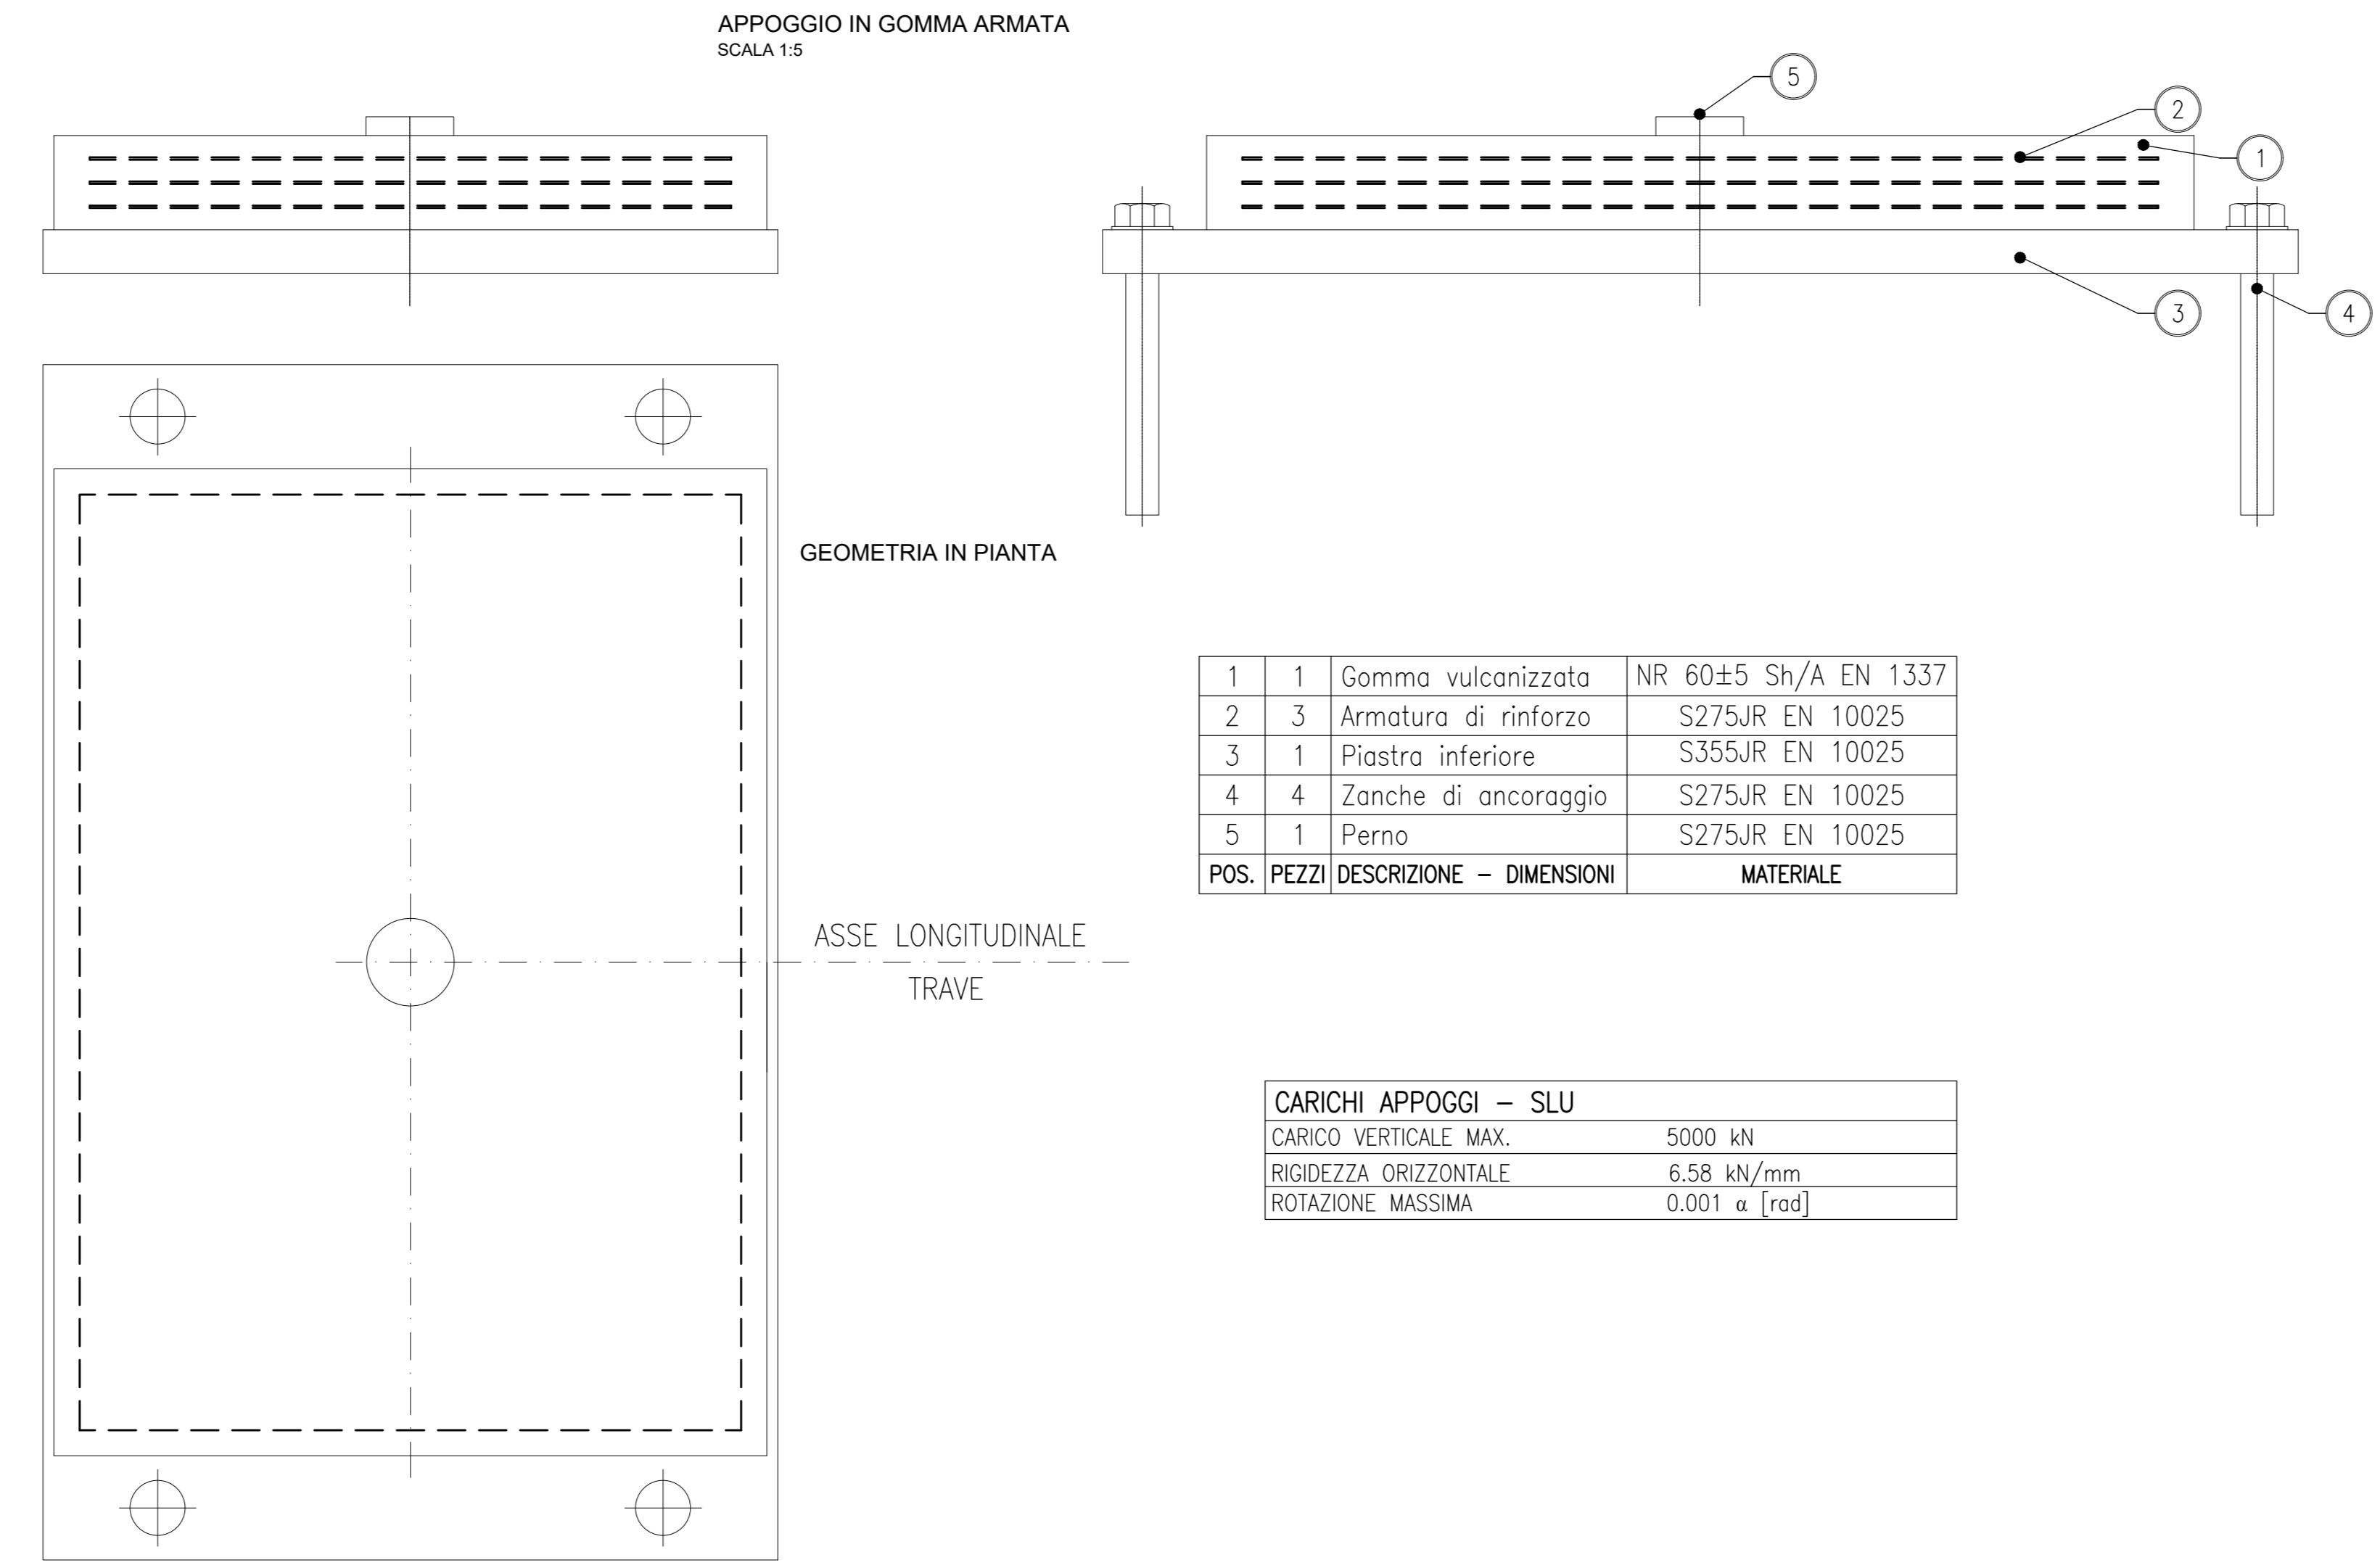 APPOGGIO IN GOMMA ARMATA
SCALA 1:5
5
2
1
3
4
GEOMETRIA IN PIANTA
1 1 Gomma vulcanizzata NR 60±5 Sh/A EN 1337
2 3 Armatura di rinforzo S275JR EN 10025
3 1 Piastra inferiore S355JR EN 10025
4 4 Zanche di ancoraggio S275JR EN 10025
5 1 Perno S275JR EN 10025
POS. PEZZI DESCRIZIONE – DIMENSIONI MATERIALE
ASSE LONGITUDINALE
TRAVE
CARICHI APPOGGI – SLU
CARICO VERTICALE MAX. 5000 kN
RIGIDEZZA ORIZZONTALE 6.58 kN/mm
ROTAZIONE MASSIMA 0.001 α [rad]